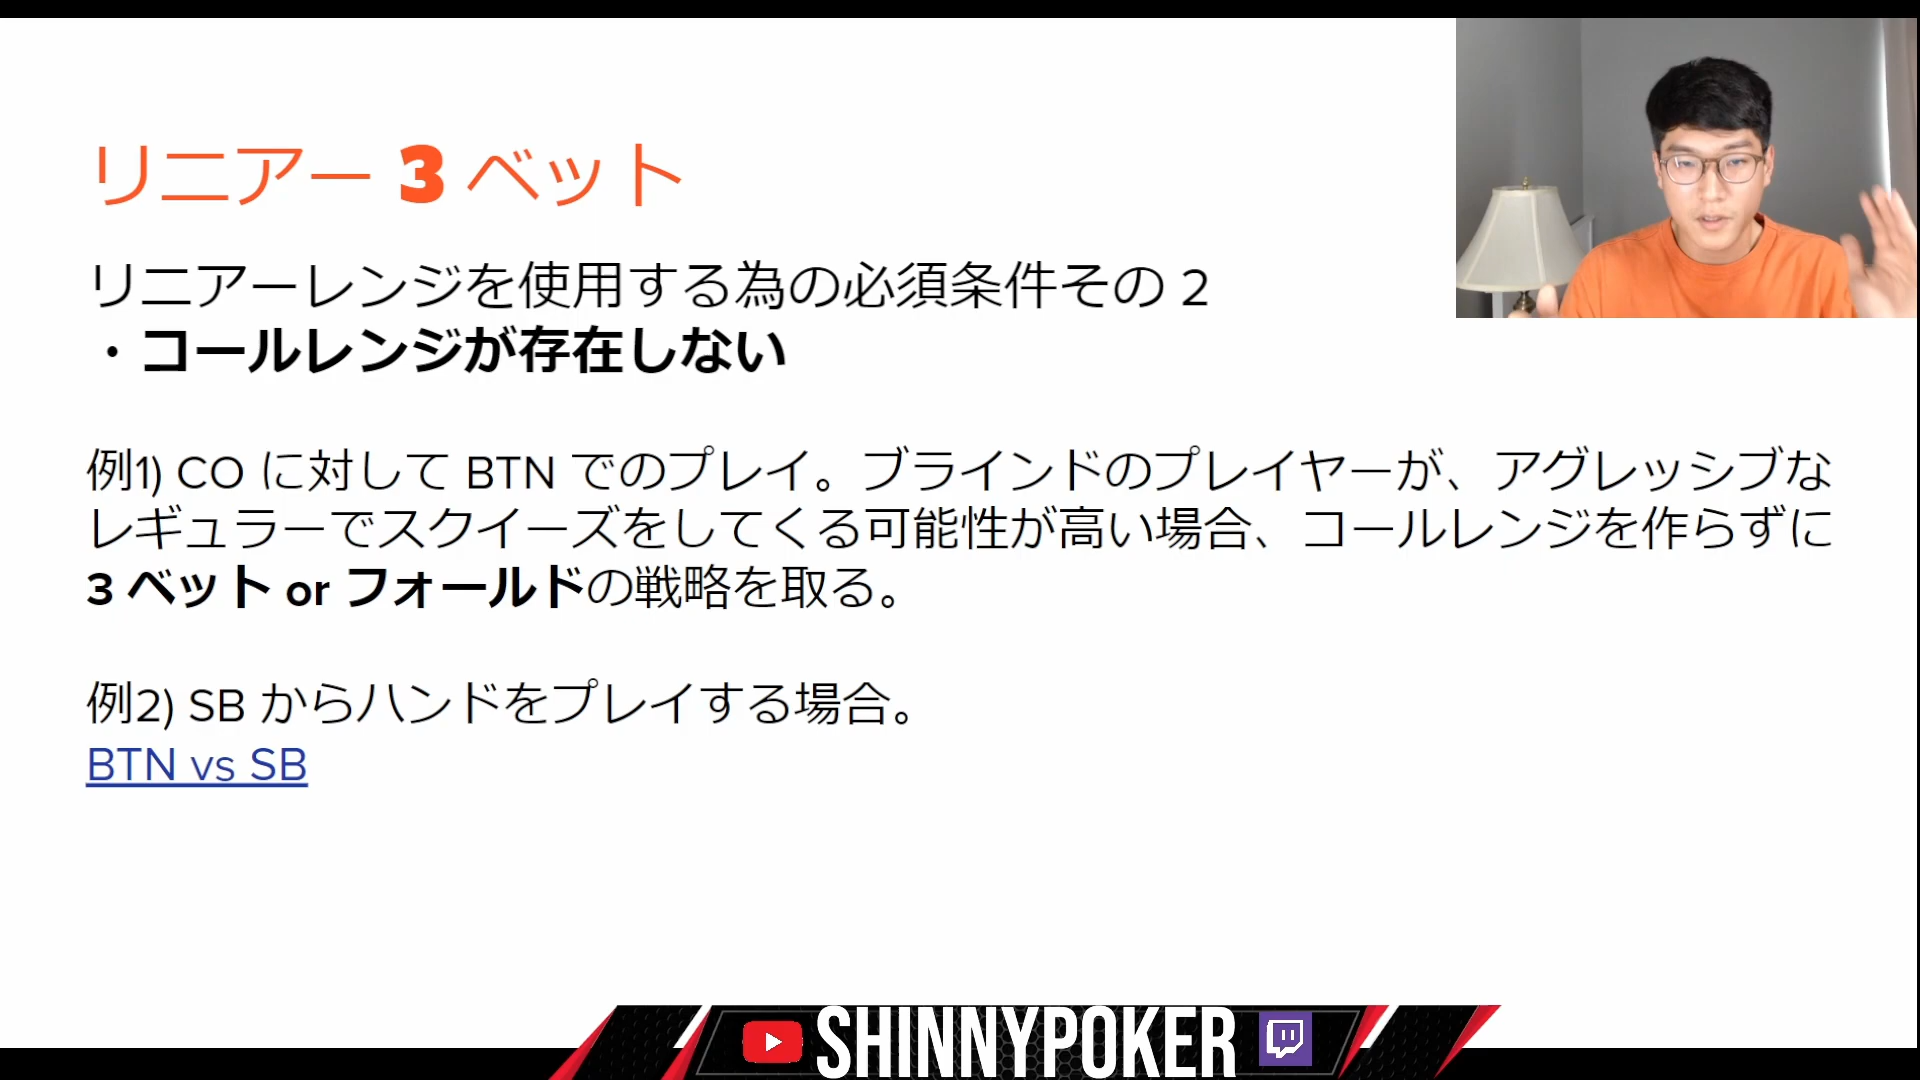 リニアー 3 ベット
リニアーレンジを使用する為の必須条件その 2
・コールレンジが存在しない
例1) CO に対して BTN でのプレイ。ブラインドのプレイヤーが、アグレッシブな
レギュラーでスクイーズをしてくる可能性が高い場合、コールレンジを作らずに
3 ベット or フォールドの戦略を取る。
例2) SB からハンドをプレイする場合。
BTN vs SB
SHINNYPOKER